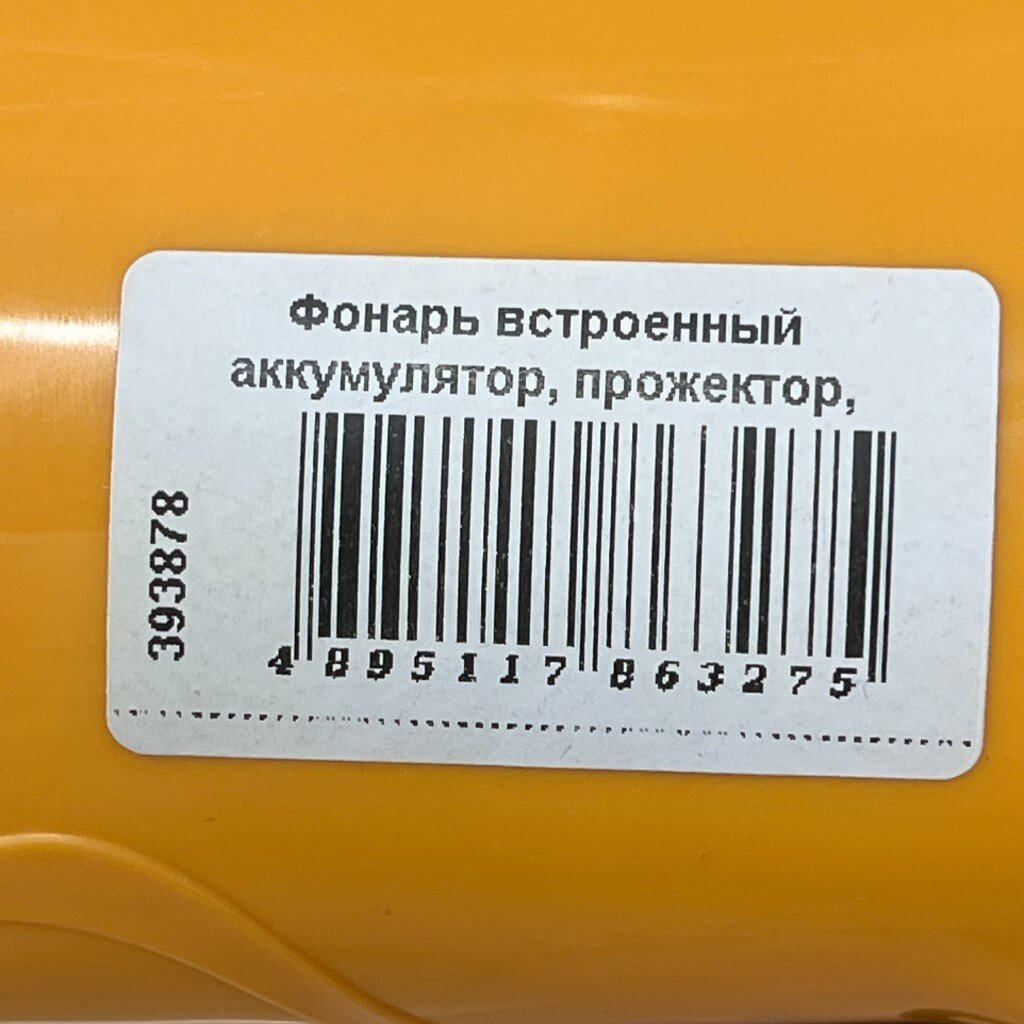 Фонарь встроенный
аккумулятор, прожектор,
393878
4 895117 863275